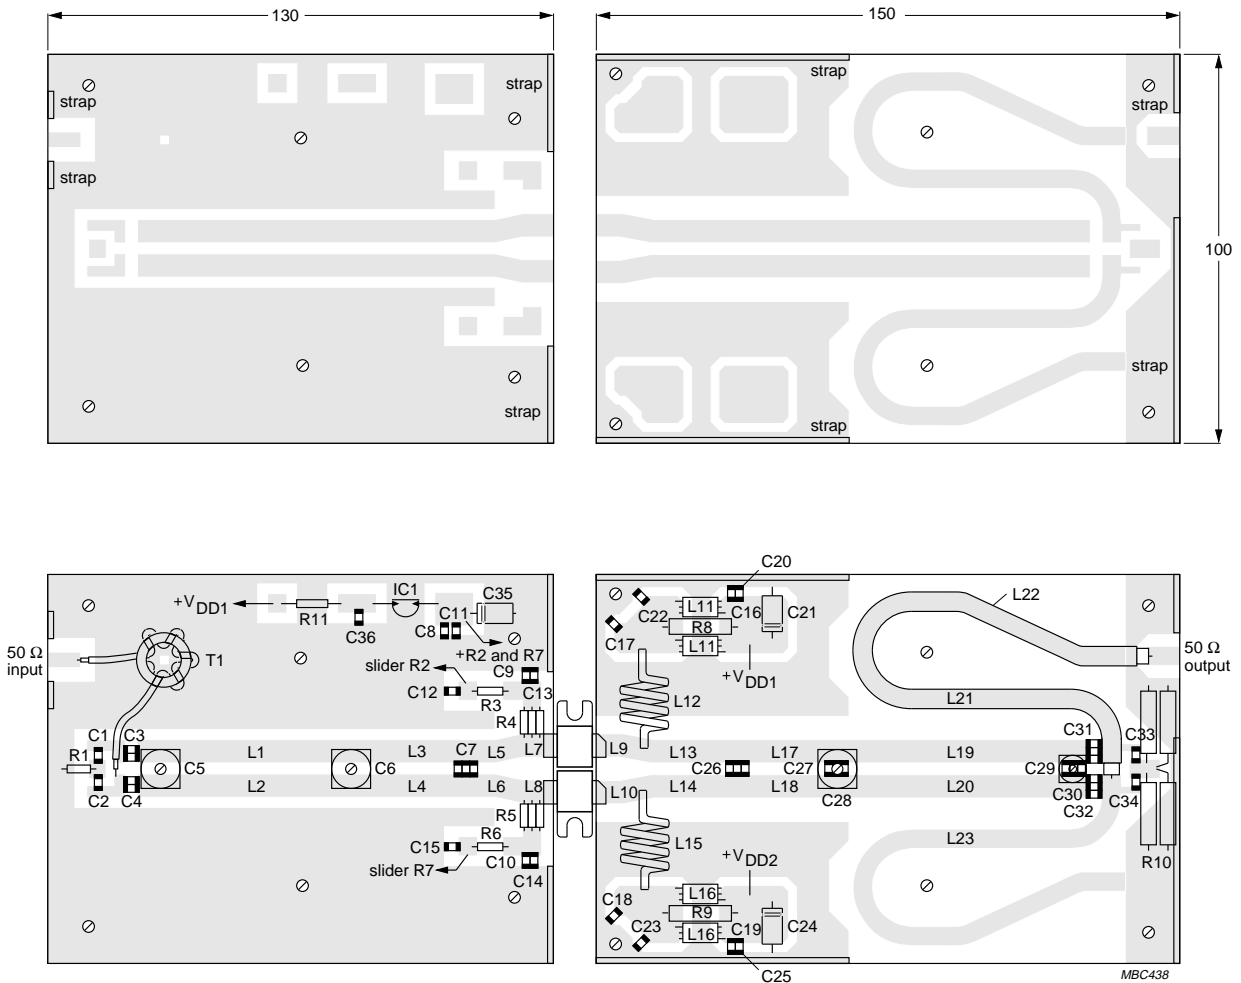 130
150
strap
strap
strap
strap
strap
strap
100
strap
strap
strap
C20
+VDD1
R11
C36
IC1
C35
C8
C11
+R2 and R7
C9
slider R2
C12
R3
C13
R4
50 Ω
input
T1
C22
C17
L11
R8
L11
C16
C21
+VDD1
L12
L22
50 Ω
output
L21
R1
C1
C3
C2
C4
C5
L1
L2
C6
L3
L4
C7
L5
L6
L7
L8
L9
L10
L13
L14
C26
L17
L18
C27
C28
L19
L20
C31
C29
C30
C32
C33
C34
R10
R5
C15
R6
C10
C14
slider R7
L15
+VDD2
L23
C18
C23
L16
R9
L16
C19
C24
C25
MBC438